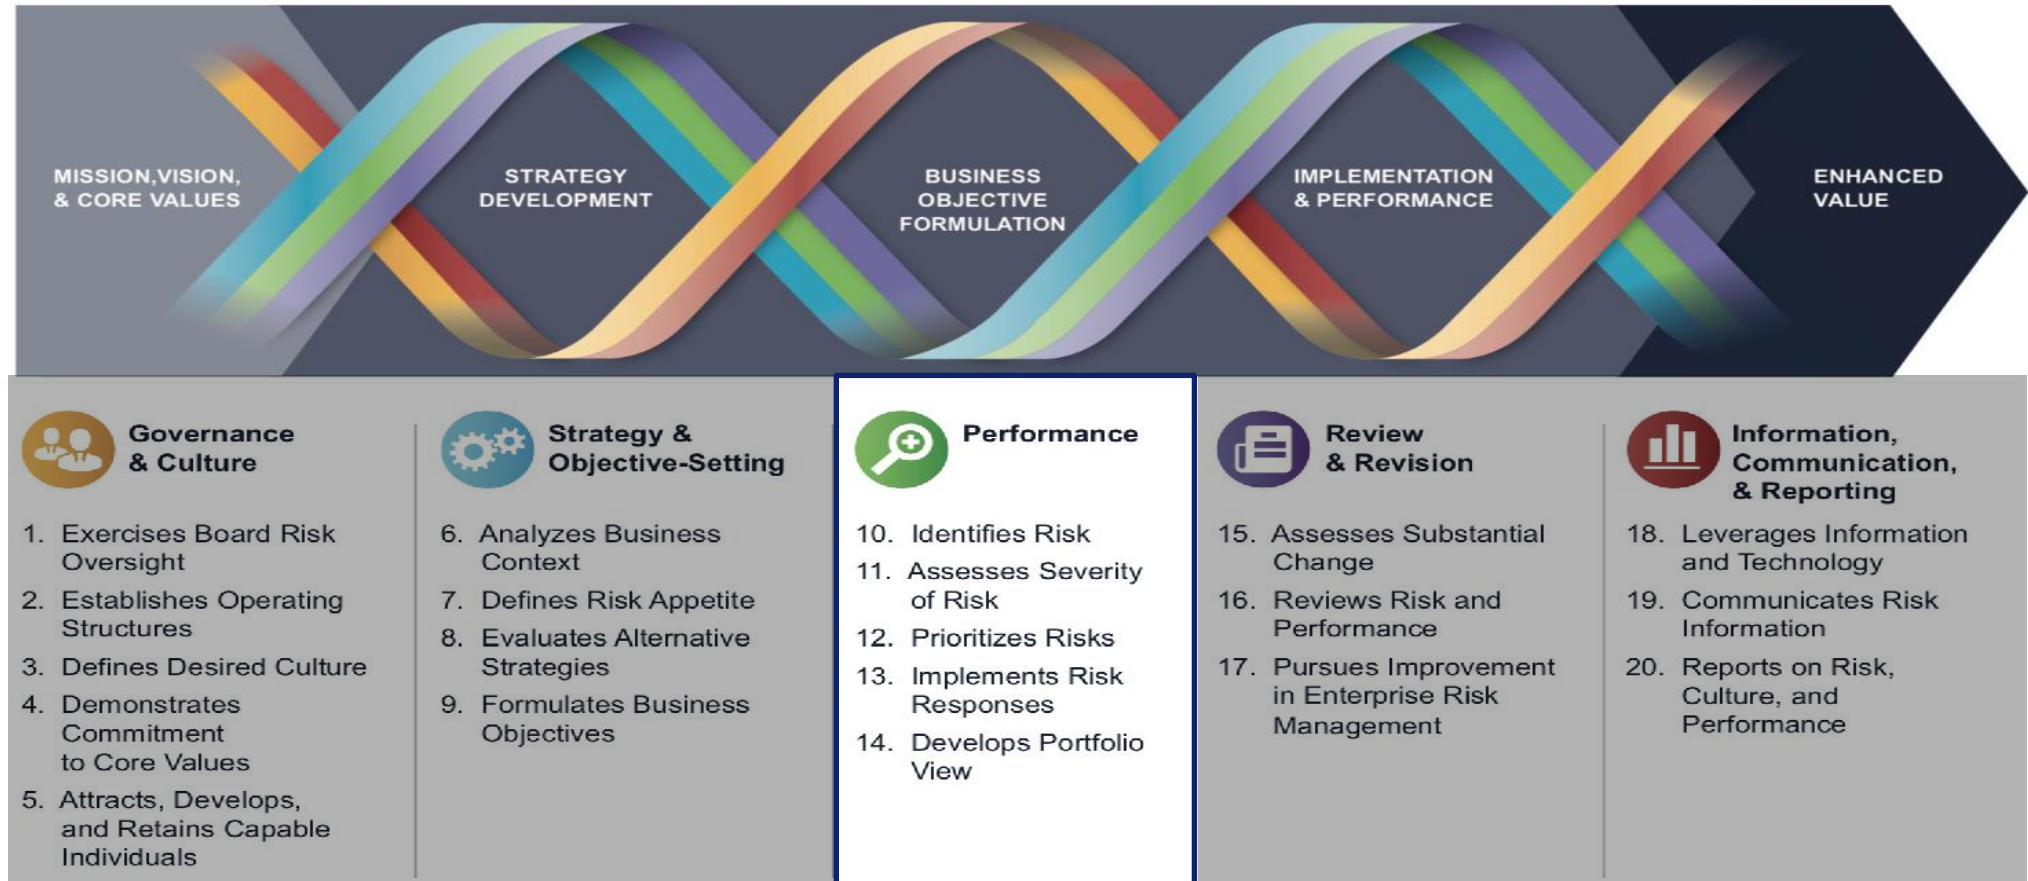 MISSION,VISION,
& CORE VALUES
STRATEGY
DEVELOPMENT
BUSINESS
OBJECTIVE
FORMULATION
IMPLEMENTATION
& PERFORMANCE
ENHANCED
VALUE
Governance
& Culture
1. Exercises Board Risk
Oversight
2. Establishes Operating
Structures
3. Defines Desired Culture
4. Demonstrates
Commitment
to Core Values
5. Attracts, Develops,
and Retains Capable
Individuals
Strategy &
Objective-Setting
6. Analyzes Business
Context
7. Defines Risk Appetite
8. Evaluates Alternative
Strategies
9. Formulates Business
Objectives
Performance
10. Identifies Risk
11. Assesses Severity
of Risk
12. Prioritizes Risks
13. Implements Risk
Responses
14. Develops Portfolio
View
Review
& Revision
15. Assesses Substantial
Change
16. Reviews Risk and
Performance
17. Pursues Improvement
in Enterprise Risk
Management
Information,
Communication,
& Reporting
18. Leverages Information
and Technology
19. Communicates Risk
Information
20. Reports on Risk,
Culture, and
Performance